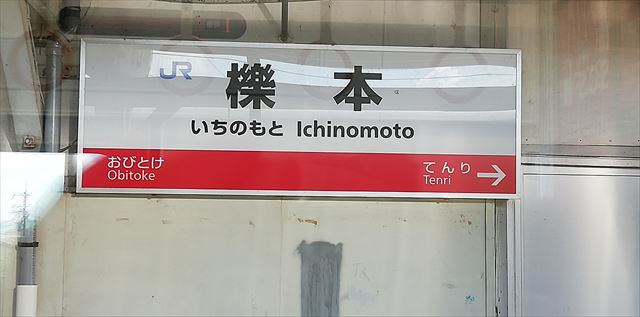 JR
櫟本
いちのもと Ichinomoto
おびとけ
Obitoke
てんり
Tenri